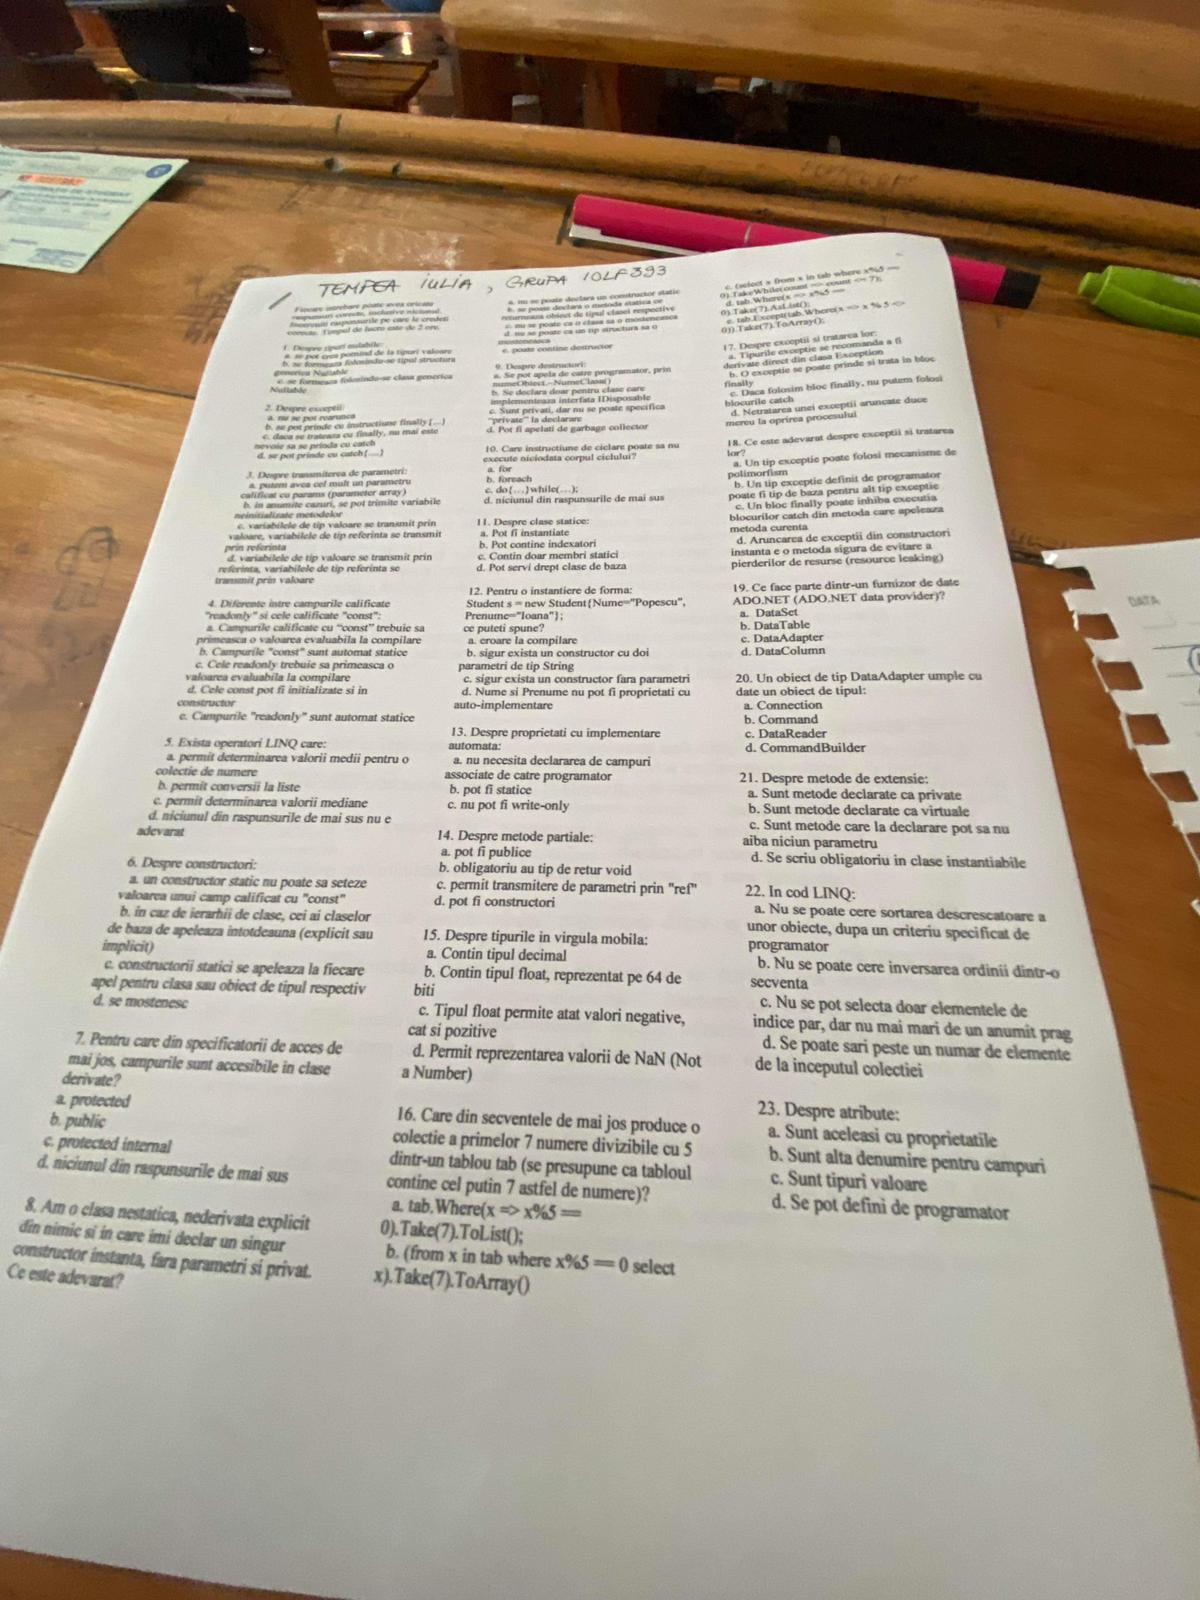 TEMPEA IULIA, GRUPA 10LF393
Fiecare intrebare poate avea oricate
raspunsuri corecte, inclusiv niciunul.
Incercuiti raspunsurile pe care le credeti
corecte. Timpul de lucru este de 2 ore.
1. Despre tipuri nulabile:
a. se pot crea pornind de la tipuri valoare
b. se formeaza folosindu-se tipul structura
generica Nullable
c. se formeaza folosindu-se clasa generica
Nullable
2. Despre exceptii:
a. nu se pot rearunca
b. se pot prinde cu instructiune finally{...}
c. daca se trateaza cu finally, nu mai este
nevoie sa se prinda cu catch
d. se pot prinde cu catch{....}
3. Despre transmiterea de parametri:
a. putem avea cel mult un parametru
calificat cu params (parameter array)
b. in anumite cazuri, se pot trimite variabile
neinitializate metodelor
c. variabilele de tip valoare se transmit prin
valoare, variabilele de tip referinta se transmit
prin referinta
d. variabilele de tip valoare se transmit prin
referinta, variabilele de tip referinta se
transmit prin valoare
4. Diferente intre campurile calificate
"readonly" si cele calificate "const":
a. Campurile calificate cu "const" trebuie sa
primeasca o valoarea evaluabila la compilare
b. Campurile "const" sunt automat statice
c. Cele readonly trebuie sa primeasca o
valoarea evaluabila la compilare
d. Cele const pot fi initializate si in
constructor
e. Campurile "readonly" sunt automat statice
5. Exista operatori LINQ care:
a. permit determinarea valorii medii pentru o
colectie de numere
b. permit conversii la liste
c. permit determinarea valorii mediane
d. niciunul din raspunsurile de mai sus nu e
adevarat
6. Despre constructori:
a. un constructor static nu poate sa seteze
valoarea unui camp calificat cu "const"
b. in caz de ierarhii de clase, cei ai claselor
de baza de apeleaza intotdeauna (explicit sau
implicit)
c. constructorii statici se apeleaza la fiecare
apel pentru clasa sau obiect de tipul respectiv
d. se mostenesc
7. Pentru care din specificatorii de acces de
mai jos, campurile sunt accesibile in clase
derivate?
a. protected
b. public
c. protected internal
d. niciunul din raspunsurile de mai sus
8. Am o clasa nestatica, nederivata explicit
din nimic si in care imi declar un singur
constructor instanta, fara parametri si privat.
Ce este adevarat?
a. nu se poate declara un constructor static
b. se poate declara o metoda statica ce
returneaza obiect de tipul clasei respective
c. nu se poate ca o clasa sa o mosteneasca
d. nu se poate ca un tip structura sa o
mosteneasca
e. poate contine destructor
9. Despre destructori:
a. Se pot apela de catre programator, prin
numeObiect.~NumeClasa()
b. Se declara doar pentru clase care
implementeaza interfata IDisposable
c. Sunt privati, dar nu se poate specifica
"private" la declarare
d. Pot fi apelati de garbage collector
10. Care instructiune de ciclare poate sa nu
execute niciodata corpul ciclului?
a. for
b. foreach
c. do{...}while(...);
d. niciunul din raspunsurile de mai sus
11. Despre clase statice:
a. Pot fi instantiate
b. Pot contine indexatori
c. Contin doar membri statici
d. Pot servi drept clase de baza
12. Pentru o instantiere de forma:
Student s = new Student{Nume="Popescu",
Prenume="Ioana"};
ce puteti spune?
a. eroare la compilare
b. sigur exista un constructor cu doi
parametri de tip String
c. sigur exista un constructor fara parametri
d. Nume si Prenume nu pot fi proprietati cu
auto-implementare
13. Despre proprietati cu implementare
automata:
a. nu necesita declararea de campuri
associate de catre programator
b. pot fi statice
c. nu pot fi write-only
14. Despre metode partiale:
a. pot fi publice
b. obligatoriu au tip de retur void
c. permit transmitere de parametri prin "ref"
d. pot fi constructori
15. Despre tipurile in virgula mobila:
a. Contin tipul decimal
b. Contin tipul float, reprezentat pe 64 de
biti
c. Tipul float permite atat valori negative,
cat si pozitive
d. Permit reprezentarea valorii de NaN (Not
a Number)
16. Care din secventele de mai jos produce o
colectie a primelor 7 numere divizibile cu 5
dintr-un tablou tab (se presupune ca tabloul
contine cel putin 7 astfel de numere)?
a. tab.Where(x => x%5 ==
0).Take(7).ToList();
b. (from x in tab where x%5 == 0 select
x).Take(7).ToArray()
c. (select x from x in tab where x%5 ==
0).TakeWhile(count => count <= 7);
d. tab.Where(x => x%5 ==
0).Take(7).AsList();
e. tab.Except(tab.Where(x => x % 5 <>
0)).Take(7).ToArray();
17. Despre exceptii si tratarea lor:
a. Tipurile exceptie se recomanda a fi
derivate direct din clasa Exception
b. O exceptie se poate prinde si trata in bloc
finally
c. Daca folosim bloc finally, nu putem folosi
blocurile catch
d. Netratarea unei exceptii aruncate duce
mereu la oprirea procesului
18. Ce este adevarat despre exceptii si tratarea
lor?
a. Un tip exceptie poate folosi mecanisme de
polimorfism
b. Un tip exceptie definit de programator
poate fi tip de baza pentru alt tip exceptie
c. Un bloc finally poate inhiba executia
blocurilor catch din metoda care apeleaza
metoda curenta
d. Aruncarea de exceptii din constructori
instanta e o metoda sigura de evitare a
pierderilor de resurse (resource leaking)
19. Ce face parte dintr-un furnizor de date
ADO.NET (ADO.NET data provider)?
a. DataSet
b. DataTable
c. DataAdapter
d. DataColumn
20. Un obiect de tip DataAdapter umple cu
date un obiect de tipul:
a. Connection
b. Command
c. DataReader
d. CommandBuilder
21. Despre metode de extensie:
a. Sunt metode declarate ca private
b. Sunt metode declarate ca virtuale
c. Sunt metode care la declarare pot sa nu
aiba niciun parametru
d. Se scriu obligatoriu in clase instantiabile
22. In cod LINQ:
a. Nu se poate cere sortarea descrescatoare a
unor obiecte, dupa un criteriu specificat de
programator
b. Nu se poate cere inversarea ordinii dintr-o
secventa
c. Nu se pot selecta doar elementele de
indice par, dar nu mai mari de un anumit prag
d. Se poate sari peste un numar de elemente
de la inceputul colectiei
23. Despre atribute:
a. Sunt aceleasi cu proprietatile
b. Sunt alta denumire pentru campuri
c. Sunt tipuri valoare
d. Se pot defini de programator
DATA